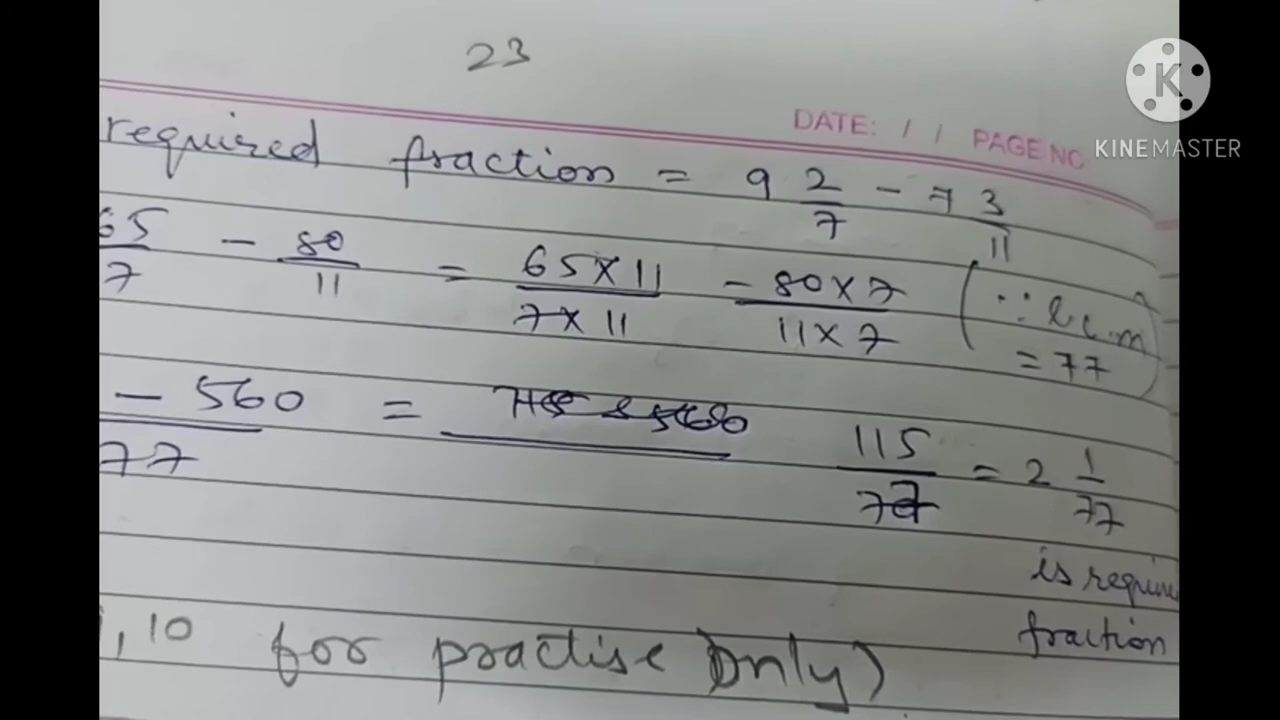 23
DATE: / / PAGE NO.
KINEMASTER
required fraction = 9 2/7 - 7 3/11
65/7 - 80/11 = 65×11/7×11 - 80×7/11×7 (∵ l.c.m = 77)
- 560/77 = 115/77 = 2 1/77
is require
fraction
, 10 for practise only)